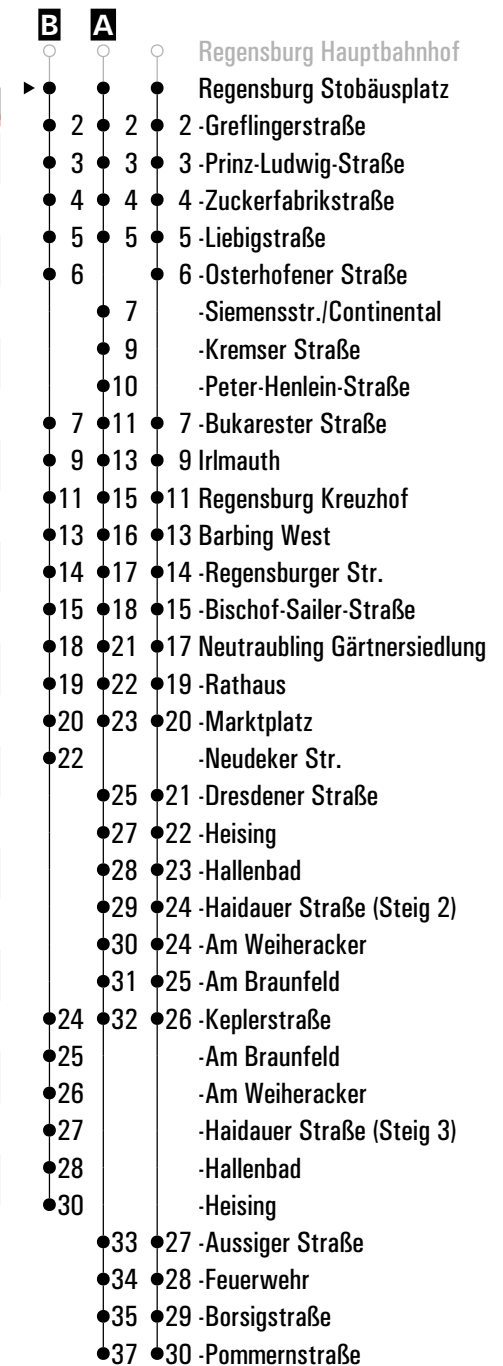 B A
Regensburg Hauptbahnhof
Regensburg Stobäusplatz
2 2 2 -Greflingerstraße
3 3 3 -Prinz-Ludwig-Straße
4 4 4 -Zuckerfabrikstraße
5 5 5 -Liebigstraße
6 6 -Osterhofener Straße
7 -Siemensstr./Continental
9 -Kremser Straße
10 -Peter-Henlein-Straße
7 11 7 -Bukarester Straße
9 13 9 Irlmauth
11 15 11 Regensburg Kreuzhof
13 16 13 Barbing West
14 17 14 -Regensburger Str.
15 18 15 -Bischof-Sailer-Straße
18 21 17 Neutraubling Gärtnersiedlung
19 22 19 -Rathaus
20 23 20 -Marktplatz
22 -Neudeker Str.
25 21 -Dresdener Straße
27 22 -Heising
28 23 -Hallenbad
29 24 -Haidauer Straße (Steig 2)
30 24 -Am Weiheracker
31 25 -Am Braunfeld
24 32 26 -Keplerstraße
25 -Am Braunfeld
26 -Am Weiheracker
27 -Haidauer Straße (Steig 3)
28 -Hallenbad
30 -Heising
33 27 -Aussiger Straße
34 28 -Feuerwehr
35 29 -Borsigstraße
37 30 -Pommernstraße